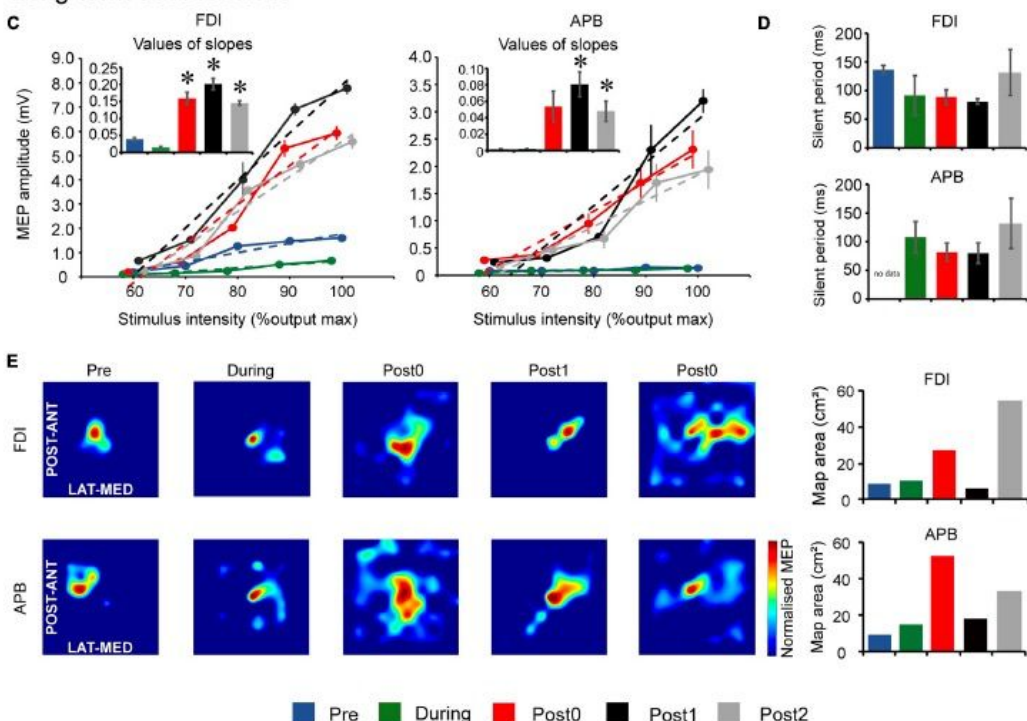 C
FDI
Values of slopes
MEP amplitude (mV)
9.0
8.0
7.0
6.0
5.0
4.0
3.0
2.0
1.0
0
0.25
0.20
0.15
0.10
0.05
0
* * *
60 70 80 90 100
Stimulus intensity (%output max)
APB
Values of slopes
4.0
3.5
3.0
2.5
2.0
1.5
1.0
0.5
0
0.10
0.08
0.06
0.04
0.02
0.00
* *
60 70 80 90 100
Stimulus intensity (%output max)
D
FDI
Silent period (ms)
200
150
100
50
0
APB
Silent period (ms)
200
150
100
50
0
no data
E
Pre During Post0 Post1 Post0
FDI
POST-ANT
LAT-MED
APB
POST-ANT
LAT-MED
Normalised MEP
FDI
Map area (cm²)
60
40
20
0
APB
Map area (cm²)
60
40
20
0
Pre During Post0 Post1 Post2